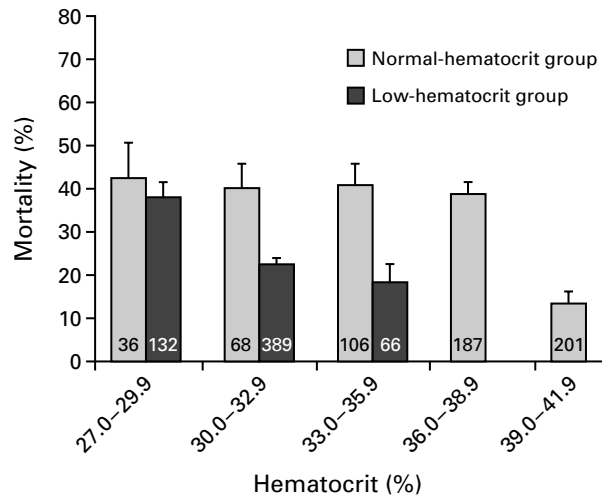 80
70
60
50
40
30
20
10
0
Mortality (%)
Normal-hematocrit group
Low-hematocrit group
36 132 68 389 106 66 187 201
27.0–29.9
30.0–32.9
33.0–35.9
36.0–38.9
39.0–41.9
Hematocrit (%)